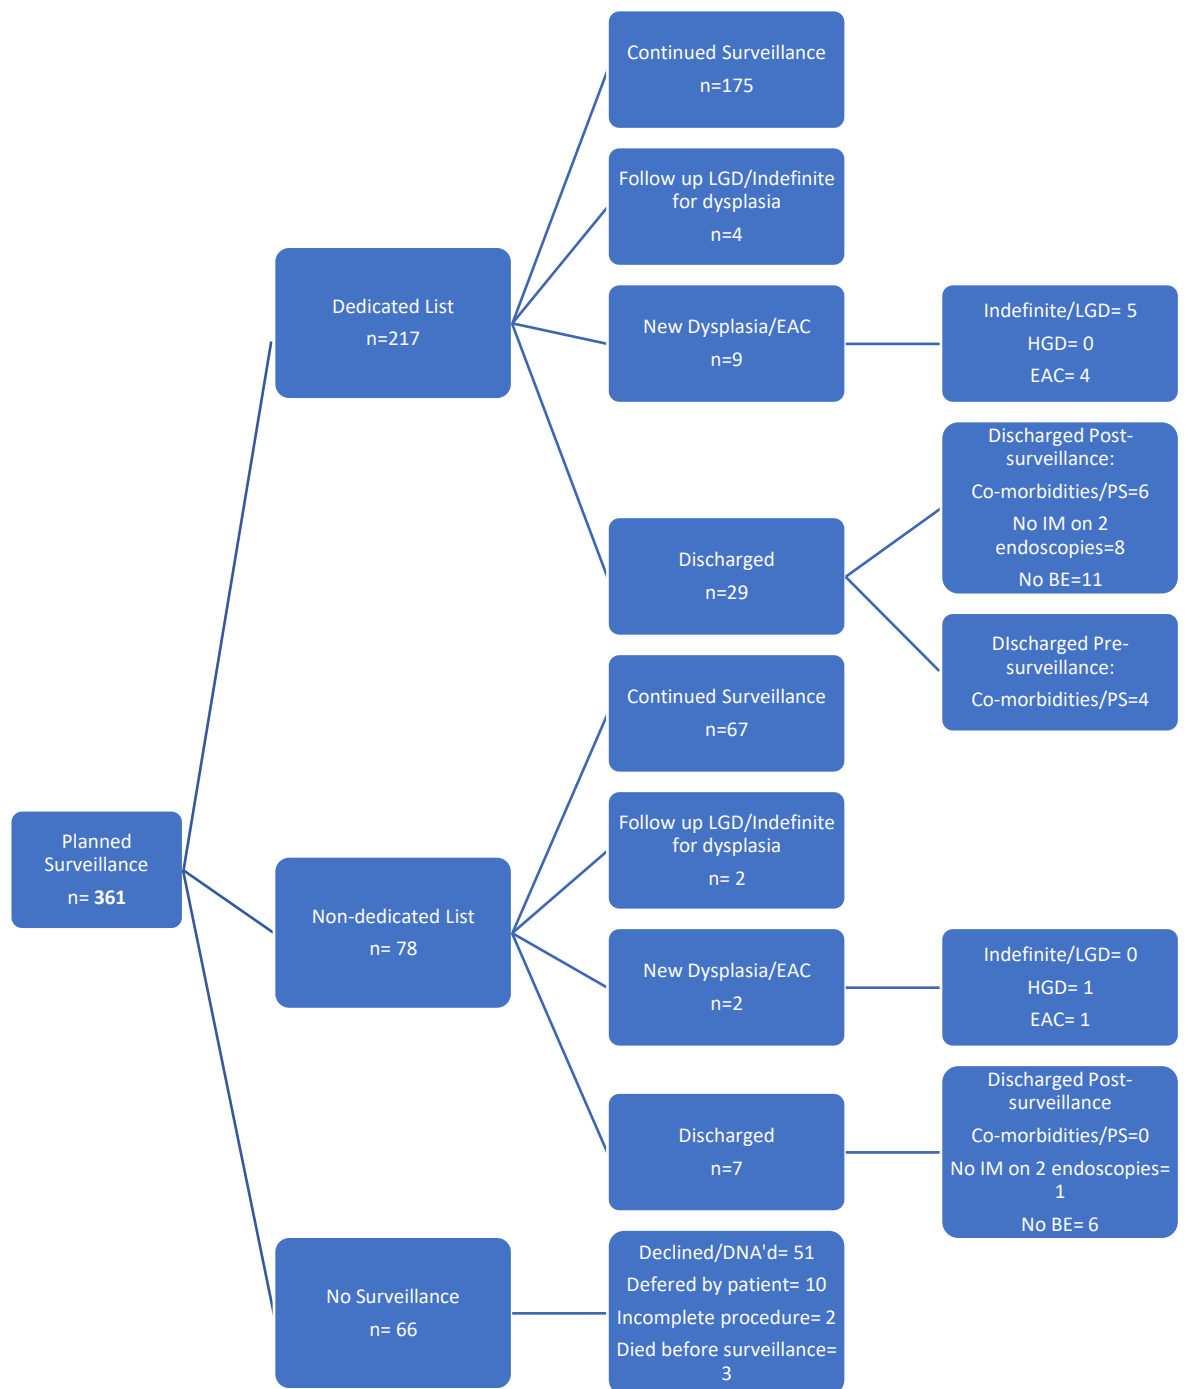 Planned
Surveillance
n= 361
Dedicated List
n=217
Continued Surveillance
n=175
Follow up LGD/Indefinite
for dysplasia
n=4
New Dysplasia/EAC
n=9
Indefinite/LGD= 5
HGD= 0
EAC= 4
Discharged
n=29
Discharged Post-
surveillance:
Co-morbidities/PS=6
No IM on 2
endoscopies=8
No BE=11
DIscharged Pre-
surveillance:
Co-morbidities/PS=4
Non-dedicated List
n= 78
Continued Surveillance
n=67
Follow up LGD/Indefinite
for dysplasia
n= 2
New Dysplasia/EAC
n=2
Indefinite/LGD= 0
HGD= 1
EAC= 1
Discharged
n=7
Discharged Post-
surveillance
Co-morbidities/PS=0
No IM on 2 endoscopies=
1
No BE= 6
No Surveillance
n= 66
Declined/DNA'd= 51
Defered by patient= 10
Incomplete procedure= 2
Died before surveillance=
3